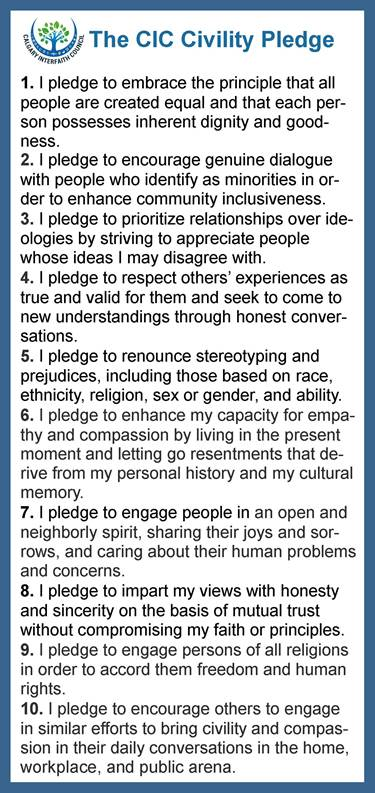 CALGARY INTERFAITH COUNCIL
The CIC Civility Pledge
1. I pledge to embrace the principle that all
people are created equal and that each per-
son possesses inherent dignity and good-
ness.
2. I pledge to encourage genuine dialogue
with people who identify as minorities in or-
der to enhance community inclusiveness.
3. I pledge to prioritize relationships over ide-
ologies by striving to appreciate people
whose ideas I may disagree with.
4. I pledge to respect others’ experiences as
true and valid for them and seek to come to
new understandings through honest conver-
sations.
5. I pledge to renounce stereotyping and
prejudices, including those based on race,
ethnicity, religion, sex or gender, and ability.
6. I pledge to enhance my capacity for empa-
thy and compassion by living in the present
moment and letting go resentments that de-
rive from my personal history and my cultural
memory.
7. I pledge to engage people in an open and
neighborly spirit, sharing their joys and sor-
rows, and caring about their human problems
and concerns.
8. I pledge to impart my views with honesty
and sincerity on the basis of mutual trust
without compromising my faith or principles.
9. I pledge to engage persons of all religions
in order to accord them freedom and human
rights.
10. I pledge to encourage others to engage
in similar efforts to bring civility and compas-
sion in their daily conversations in the home,
workplace, and public arena.